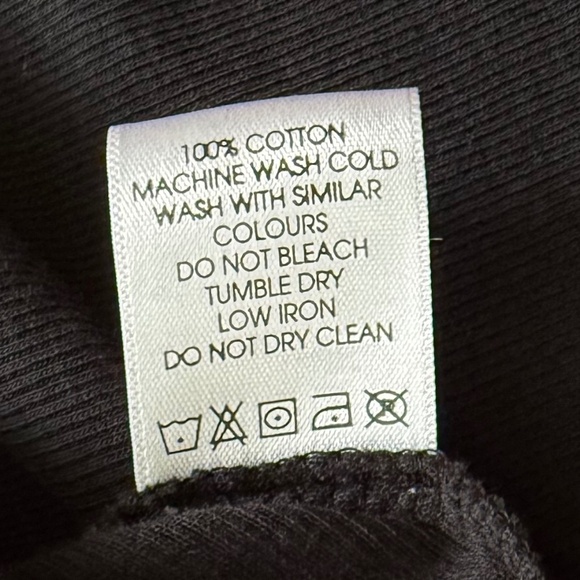 100% COTTON
MACHINE WASH COLD
WASH WITH SIMILAR
COLOURS
DO NOT BLEACH
TUMBLE DRY
LOW IRON
DO NOT DRY CLEAN